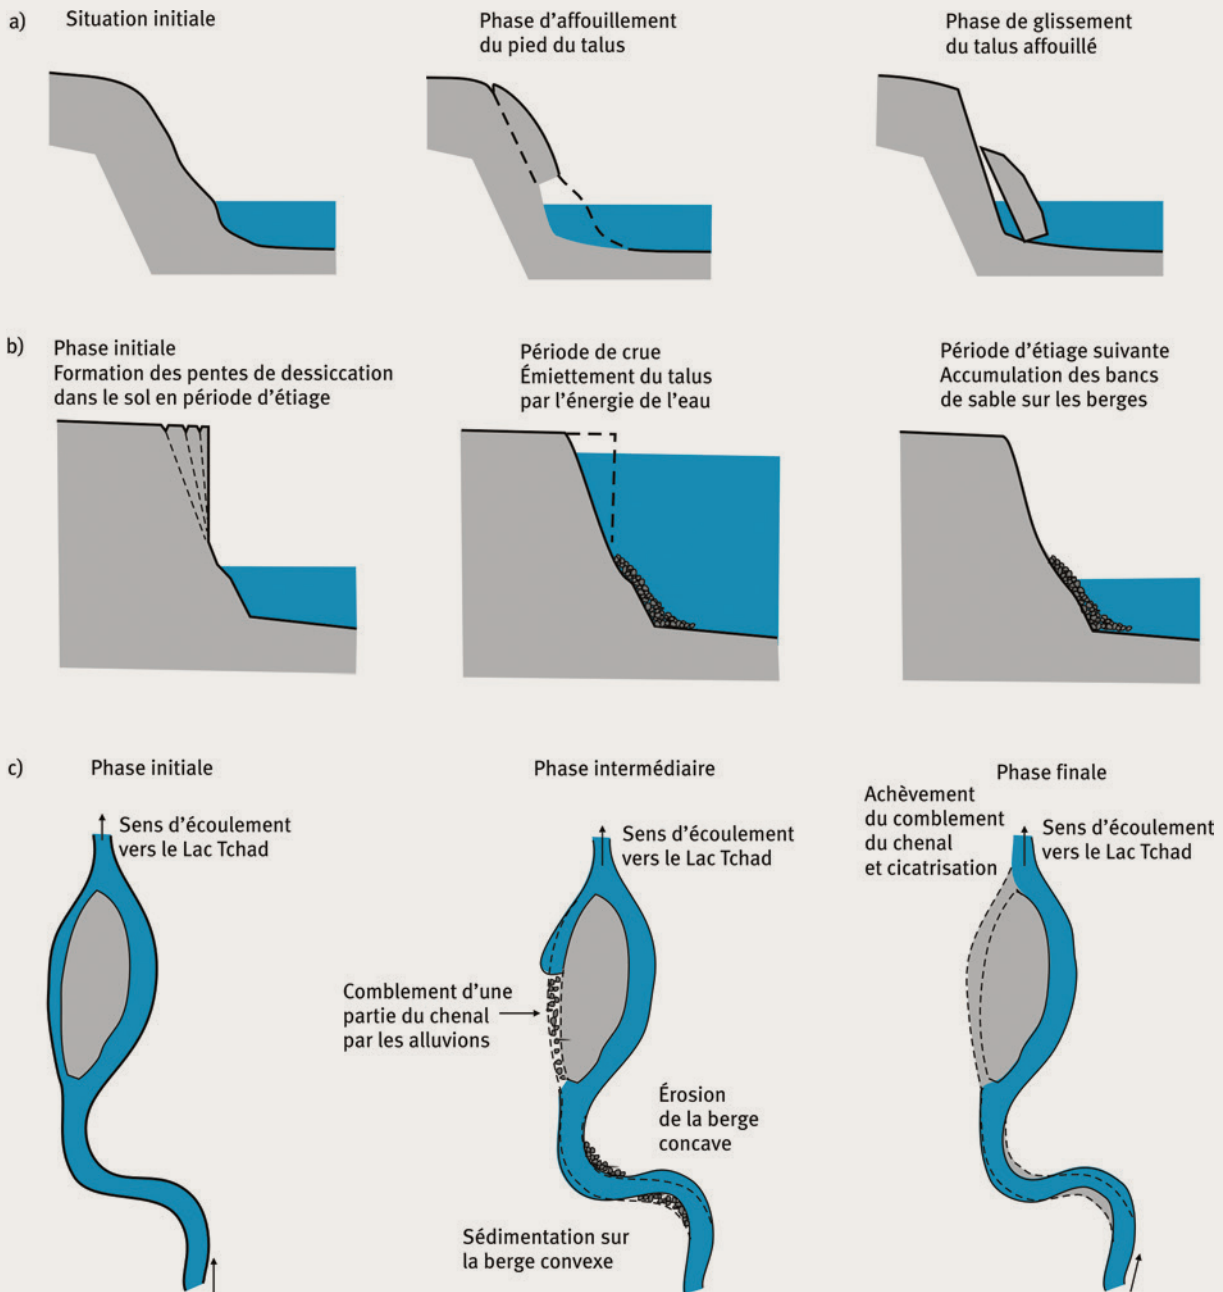 a)
Situation initiale
Phase d’affouillement
du pied du talus
Phase de glissement
du talus affouillé
b)
Phase initiale
Formation des pentes de dessiccation
dans le sol en période d’étiage
Période de crue
Émiettement du talus
par l’énergie de l’eau
Période d’étiage suivante
Accumulation des bancs
de sable sur les berges
c)
Phase initiale
Sens d’écoulement
vers le Lac Tchad
Phase intermédiaire
Sens d’écoulement
vers le Lac Tchad
Comblement d’une
partie du chenal
par les alluvions
Érosion
de la berge
concave
Sédimentation sur
la berge convexe
Phase finale
Achèvement
du comblement
du chenal
et cicatrisation
Sens d’écoulement
vers le Lac Tchad